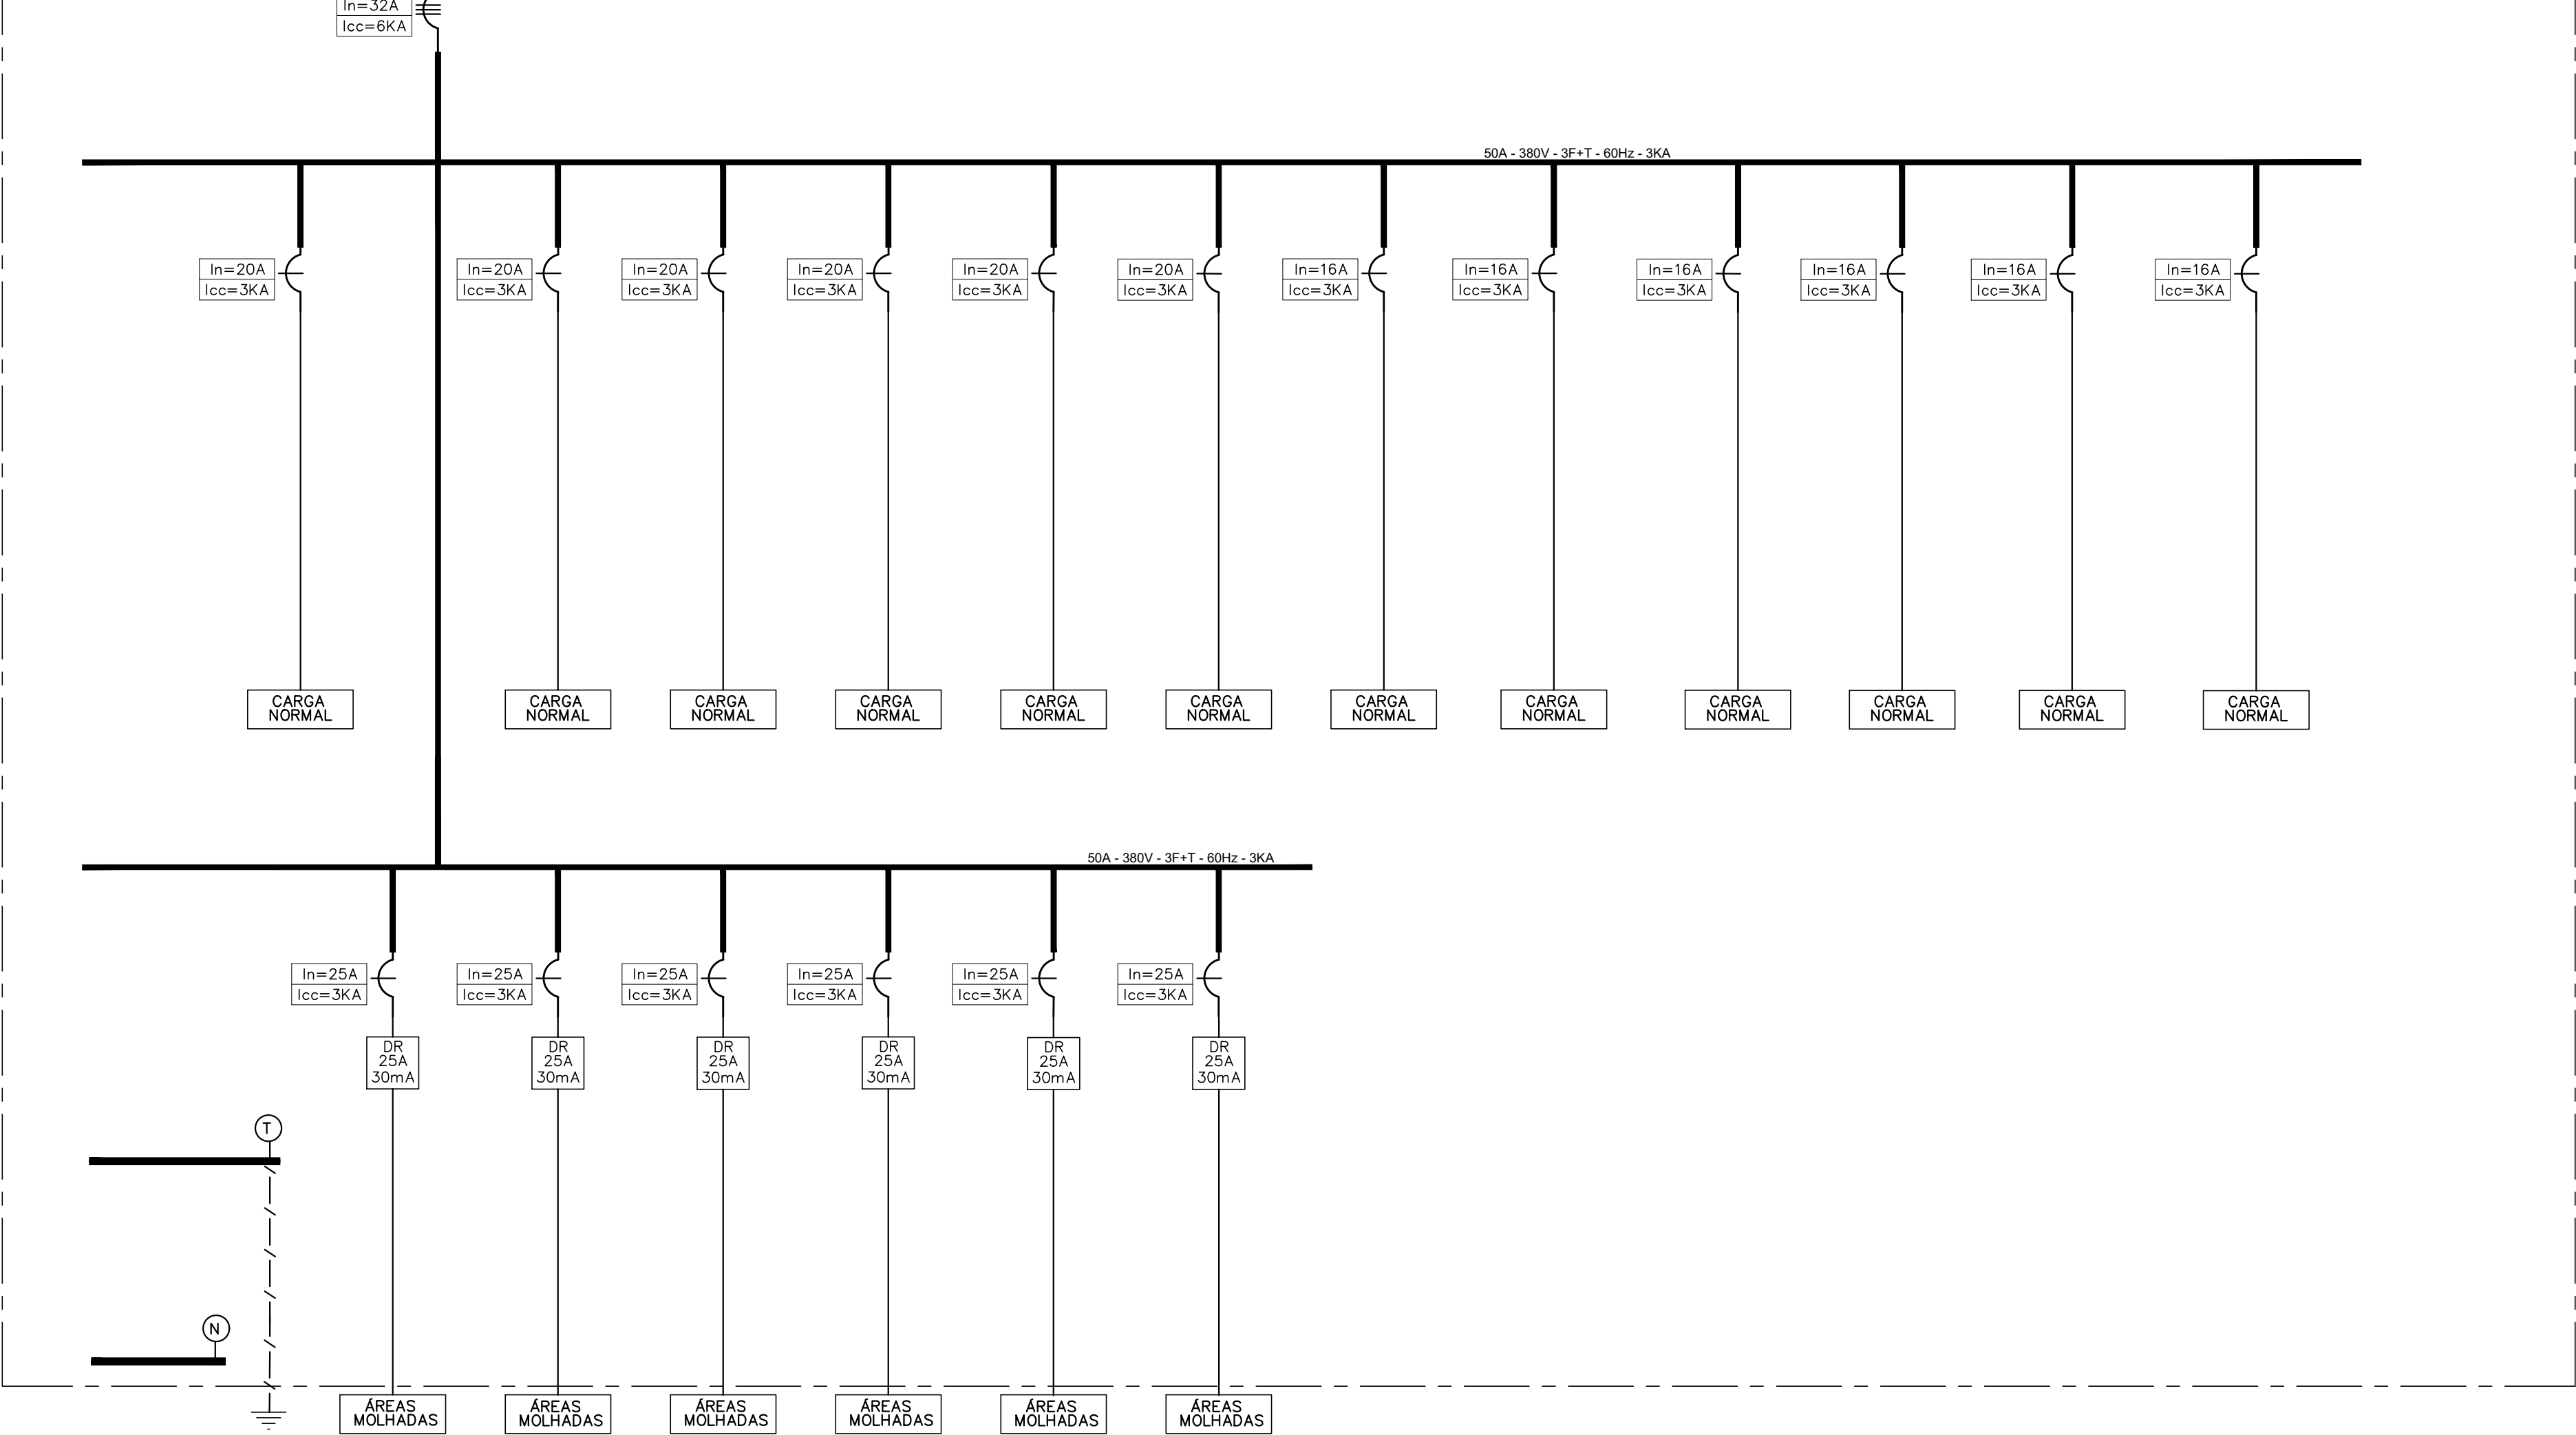 In=32A
Icc=6KA
50A - 380V - 3F+T - 60Hz - 3KA
In=20A
Icc=3KA
In=20A
Icc=3KA
In=20A
Icc=3KA
In=20A
Icc=3KA
In=20A
Icc=3KA
In=20A
Icc=3KA
In=16A
Icc=3KA
In=16A
Icc=3KA
In=16A
Icc=3KA
In=16A
Icc=3KA
In=16A
Icc=3KA
In=16A
Icc=3KA
CARGA
NORMAL
CARGA
NORMAL
CARGA
NORMAL
CARGA
NORMAL
CARGA
NORMAL
CARGA
NORMAL
CARGA
NORMAL
CARGA
NORMAL
CARGA
NORMAL
CARGA
NORMAL
CARGA
NORMAL
CARGA
NORMAL
50A - 380V - 3F+T - 60Hz - 3KA
In=25A
Icc=3KA
In=25A
Icc=3KA
In=25A
Icc=3KA
In=25A
Icc=3KA
In=25A
Icc=3KA
In=25A
Icc=3KA
DR
25A
30mA
DR
25A
30mA
DR
25A
30mA
DR
25A
30mA
DR
25A
30mA
DR
25A
30mA
T
N
ÁREAS
MOLHADAS
ÁREAS
MOLHADAS
ÁREAS
MOLHADAS
ÁREAS
MOLHADAS
ÁREAS
MOLHADAS
ÁREAS
MOLHADAS